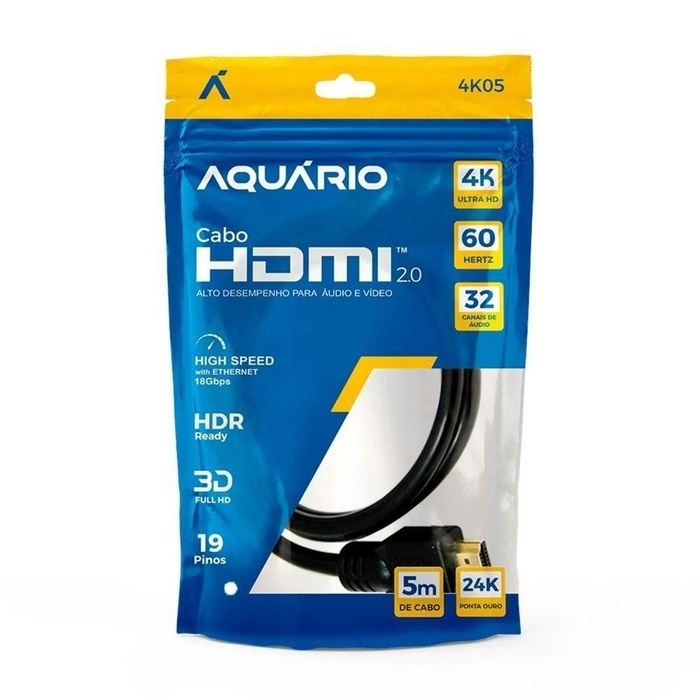 4K05
AQUÁRIO
Cabo
HDMI™ 2.0
ALTO DESEMPENHO PARA ÁUDIO E VÍDEO
4K
ULTRA HD
60
HERTZ
32
CANAIS DE
ÁUDIO
HIGH SPEED
with ETHERNET
18Gbps
HDR
Ready
3D
FULL HD
19
Pinos
5m
DE CABO
24K
PONTA OURO